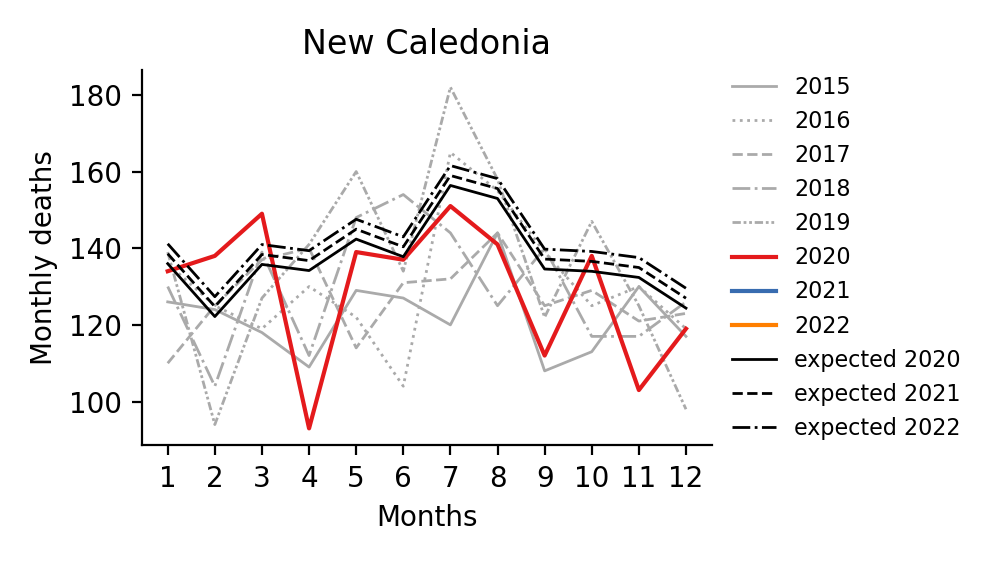 New Caledonia
Monthly deaths
180
160
140
120
100
1 2 3 4 5 6 7 8 9 10 11 12
Months
2015
2016
2017
2018
2019
2020
2021
2022
expected 2020
expected 2021
expected 2022